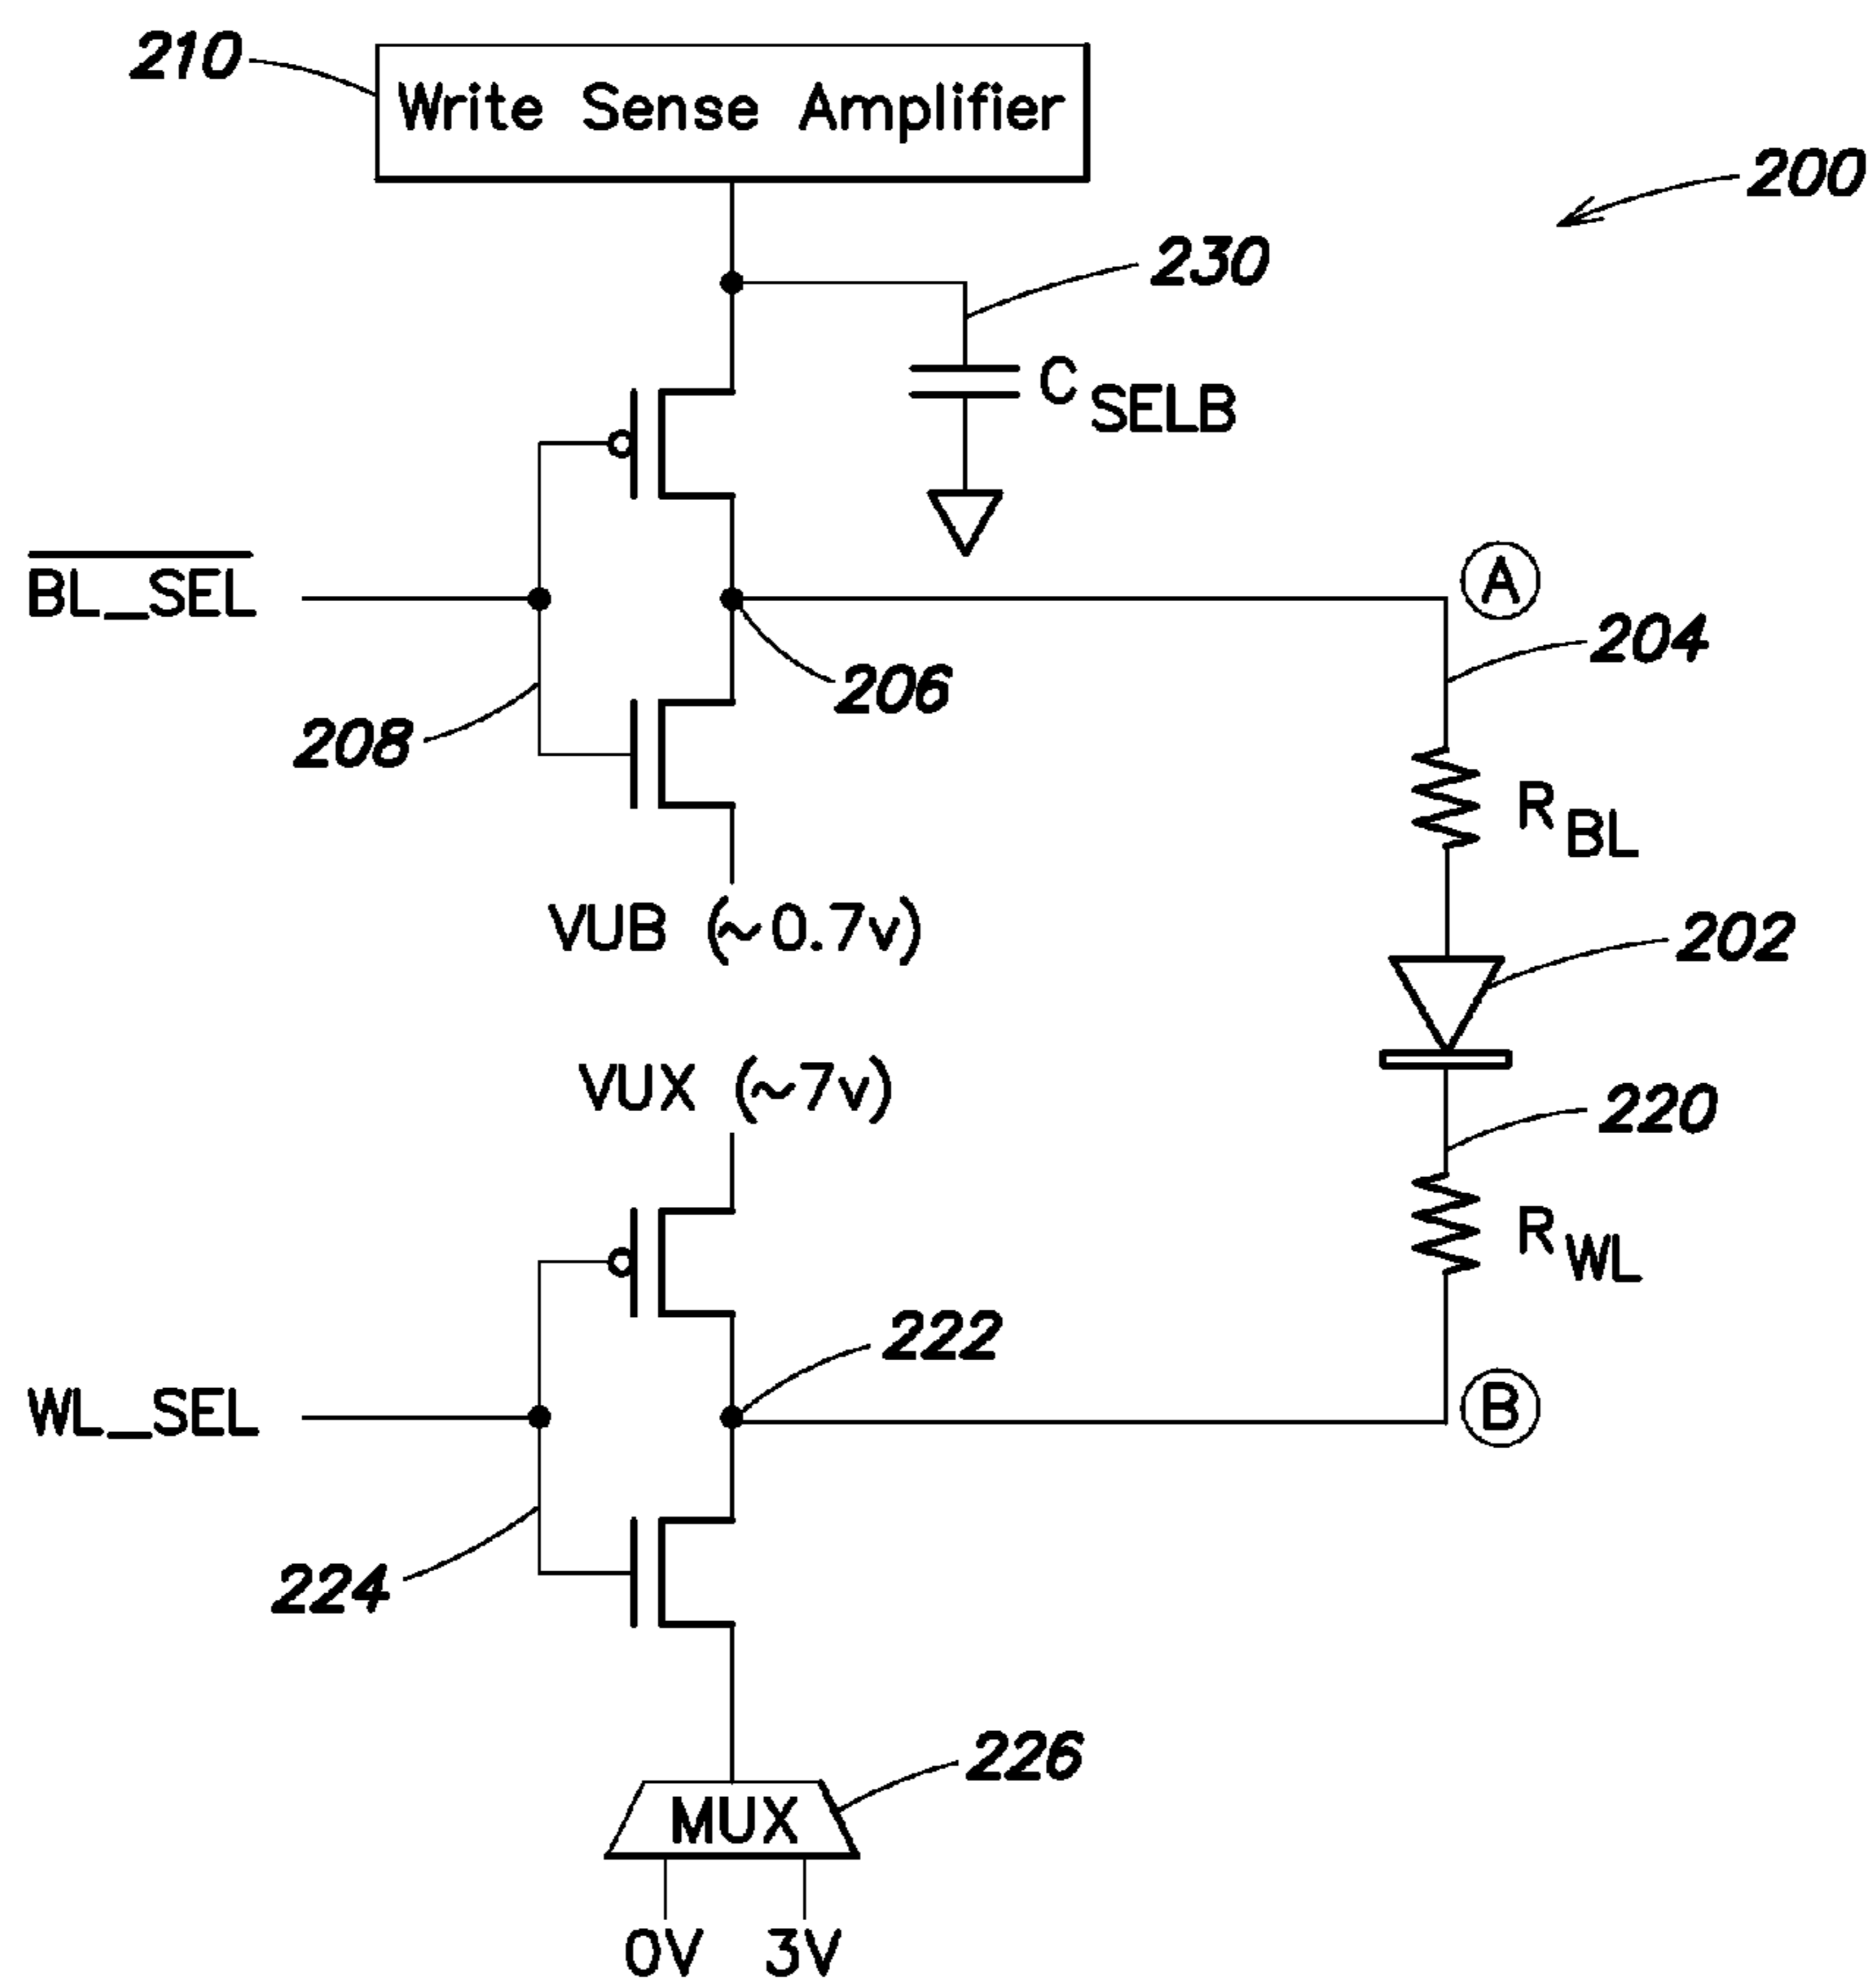 210
Write Sense Amplifier
200
230
C SELB
BL_SEL
A
204
206
208
R BL
VUB (~0.7v)
202
VUX (~7v)
220
R WL
222
WL_SEL
B
224
226
MUX
0V 3V